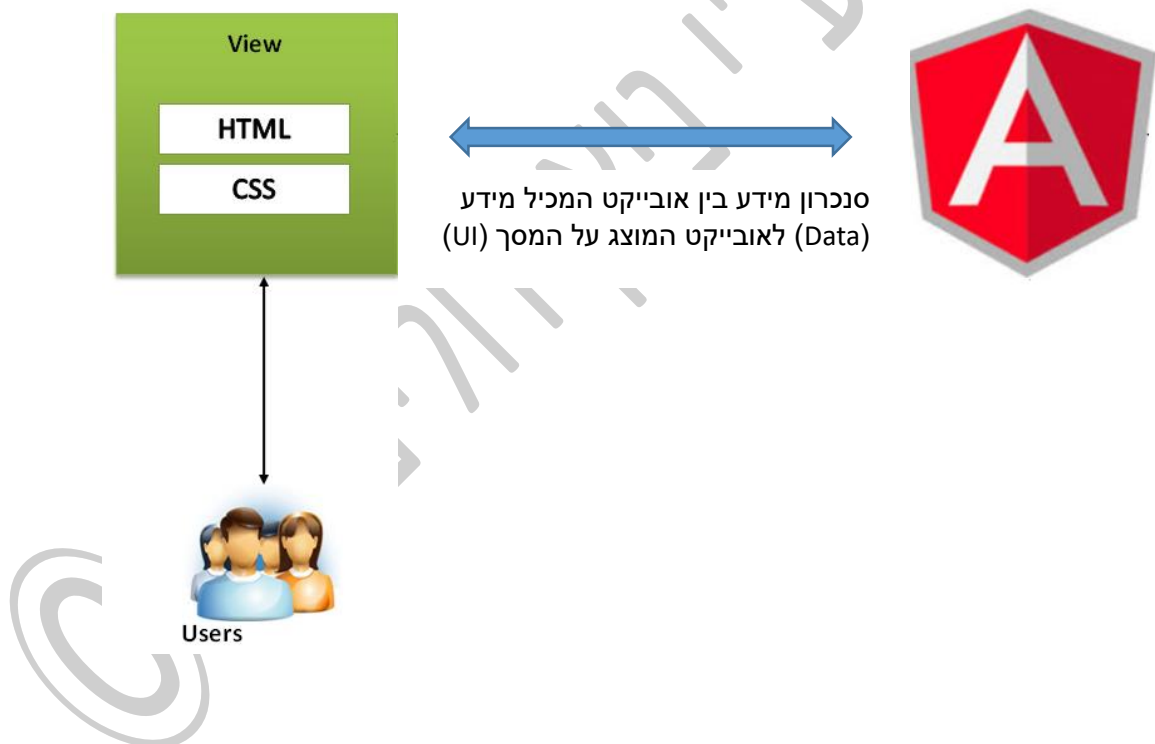 View
HTML
CSS
סנכרון מידע בין אובייקט המכיל מידע
(Data) לאובייקט המוצג על המסך (UI)
Users